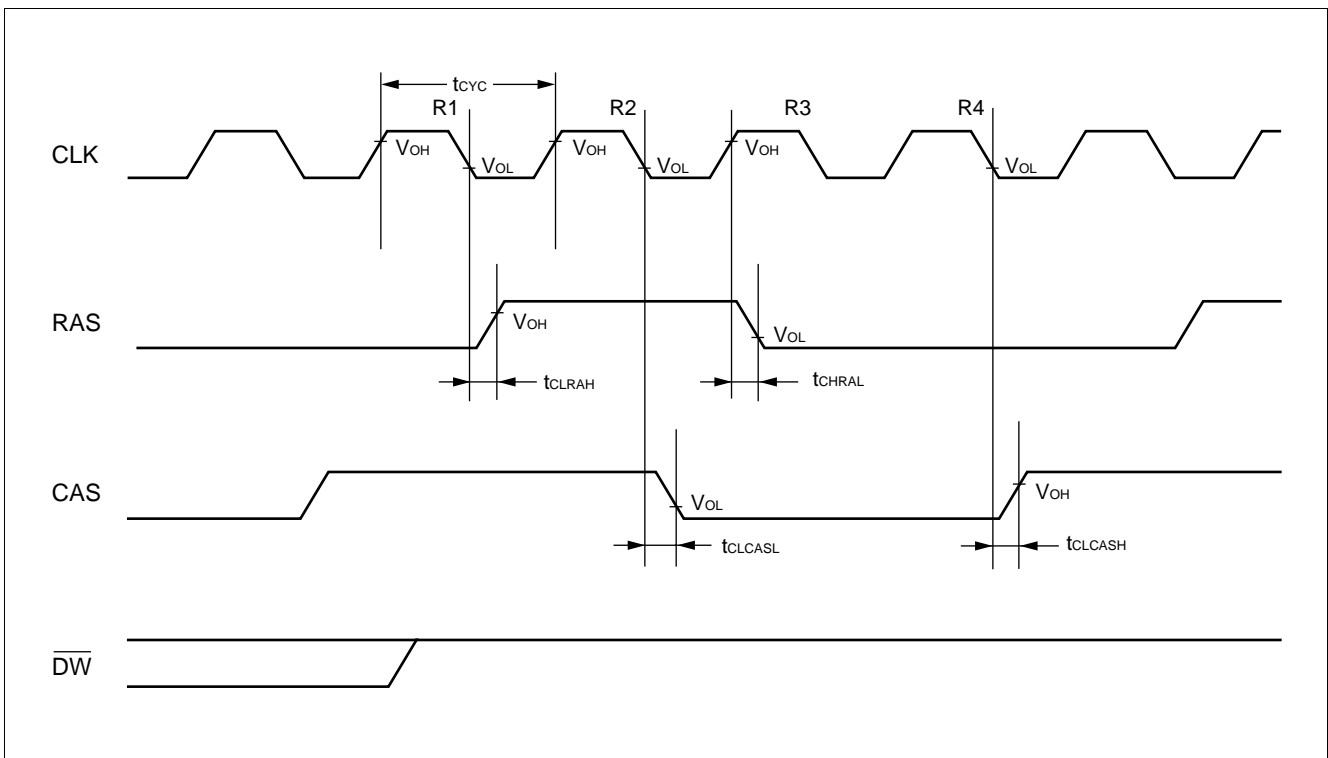 tCYC
R1 R2 R3 R4
CLK VOH VOL VOH VOL VOH VOL
RAS VOH VOL
tCLRAH tCHRAL
CAS VOL VOH
tCLCASL tCLCASH
DW